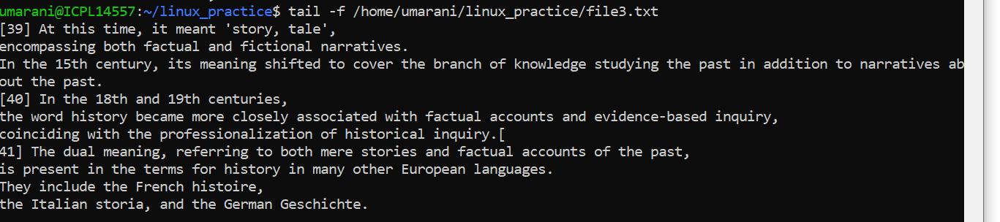 umarani@ICPL14557:~/linux_practice$ tail -f /home/umarani/linux_practice/file3.txt
[39] At this time, it meant 'story, tale',
encompassing both factual and fictional narratives.
In the 15th century, its meaning shifted to cover the branch of knowledge studying the past in addition to narratives ab
out the past.
[40] In the 18th and 19th centuries,
the word history became more closely associated with factual accounts and evidence-based inquiry,
coinciding with the professionalization of historical inquiry.[
41] The dual meaning, referring to both mere stories and factual accounts of the past,
is present in the terms for history in many other European languages.
They include the French histoire,
the Italian storia, and the German Geschichte.